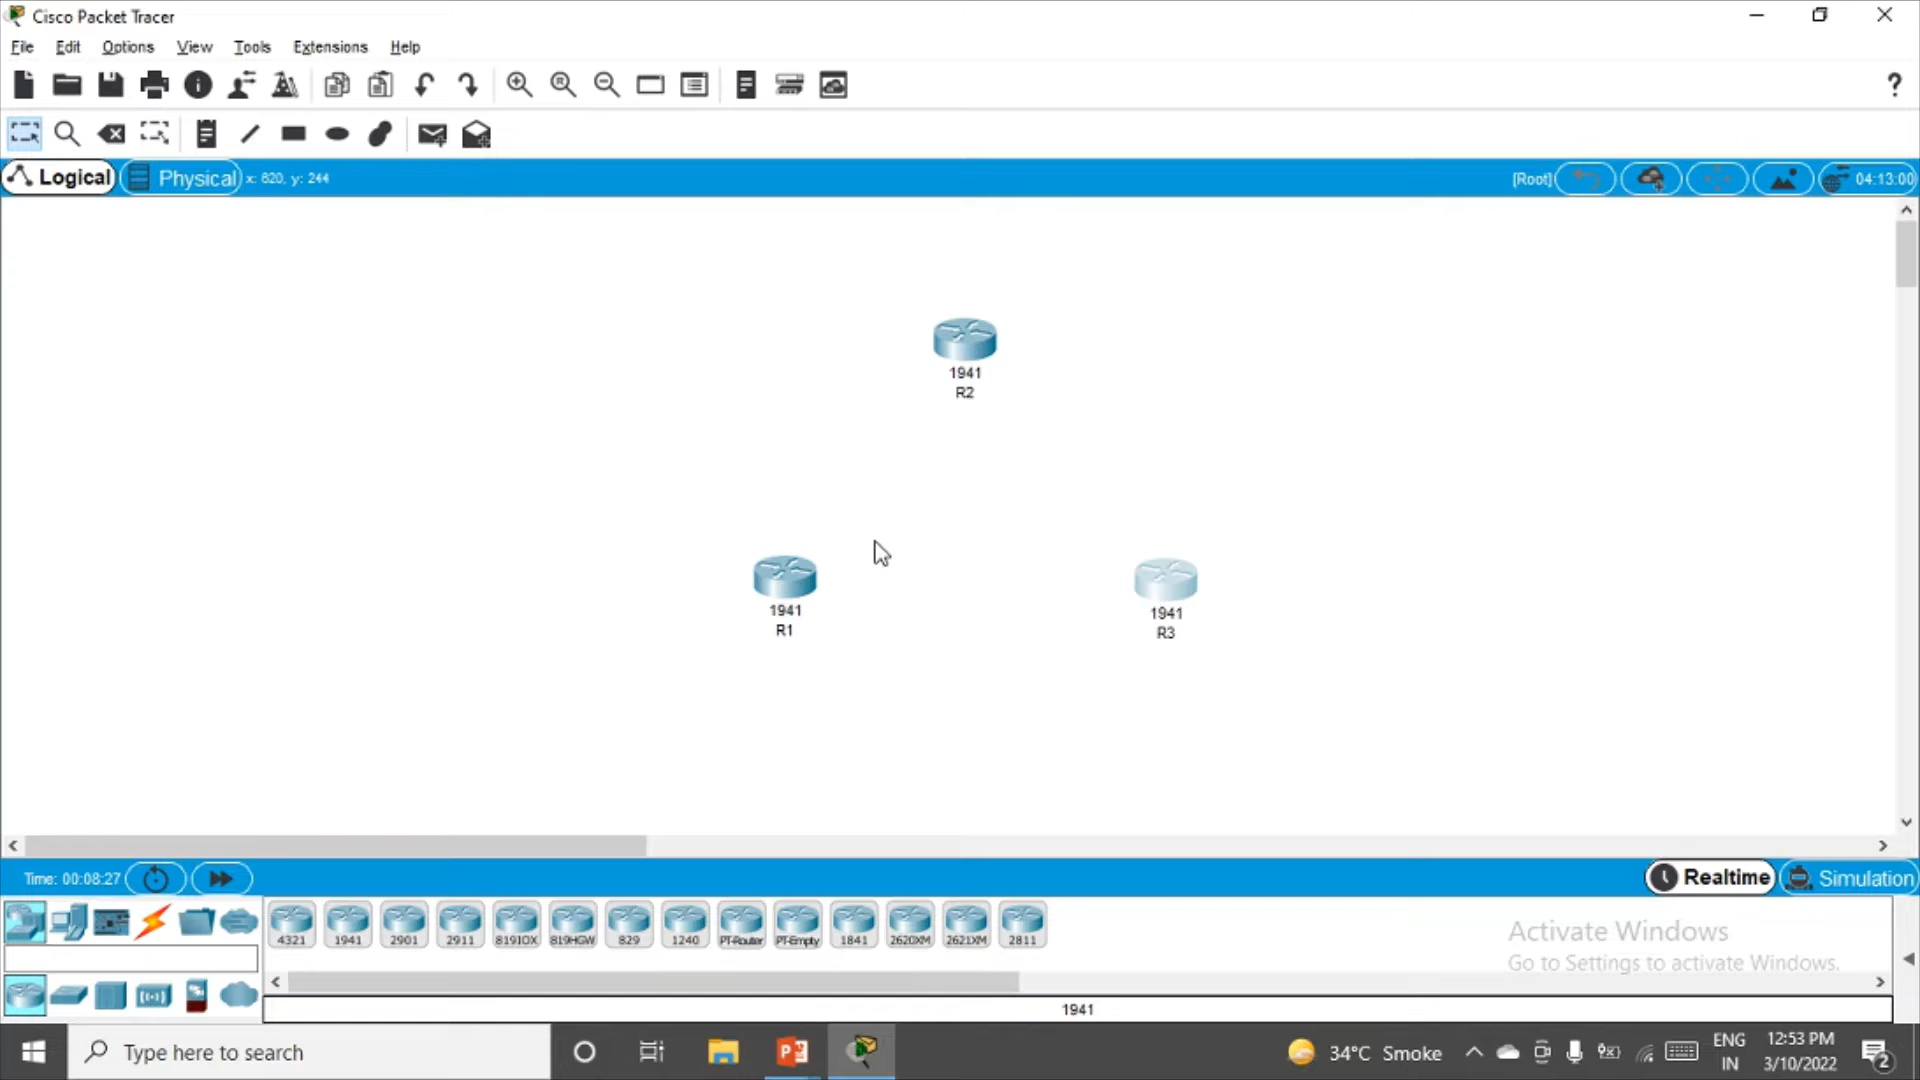 Cisco Packet Tracer
File Edit Options View Tools Extensions Help
?
Logical Physical x: 620, y: 244 [Root] 04:13:00
1941
R2
1941
R1
1941
R3
Time: 00:08:27 Realtime Simulation
4321 1941 2901 2911 819IOX 819HGW 829 1240 PT-Router PT-Empty 1841 2620XM 2621XM 2811
Activate Windows
Go to Settings to activate Windows.
1941
Type here to search
34°C Smoke
ENG
IN
12:53 PM
3/10/2022
2